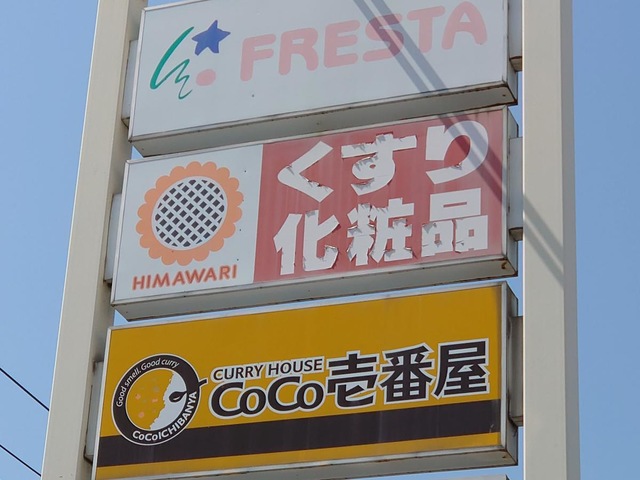 FRESTA
くすり
化粧品
HIMAWARI
Good smell, Good curry
CURRY HOUSE
CoCo壱番屋
CoCoICHIBANYA